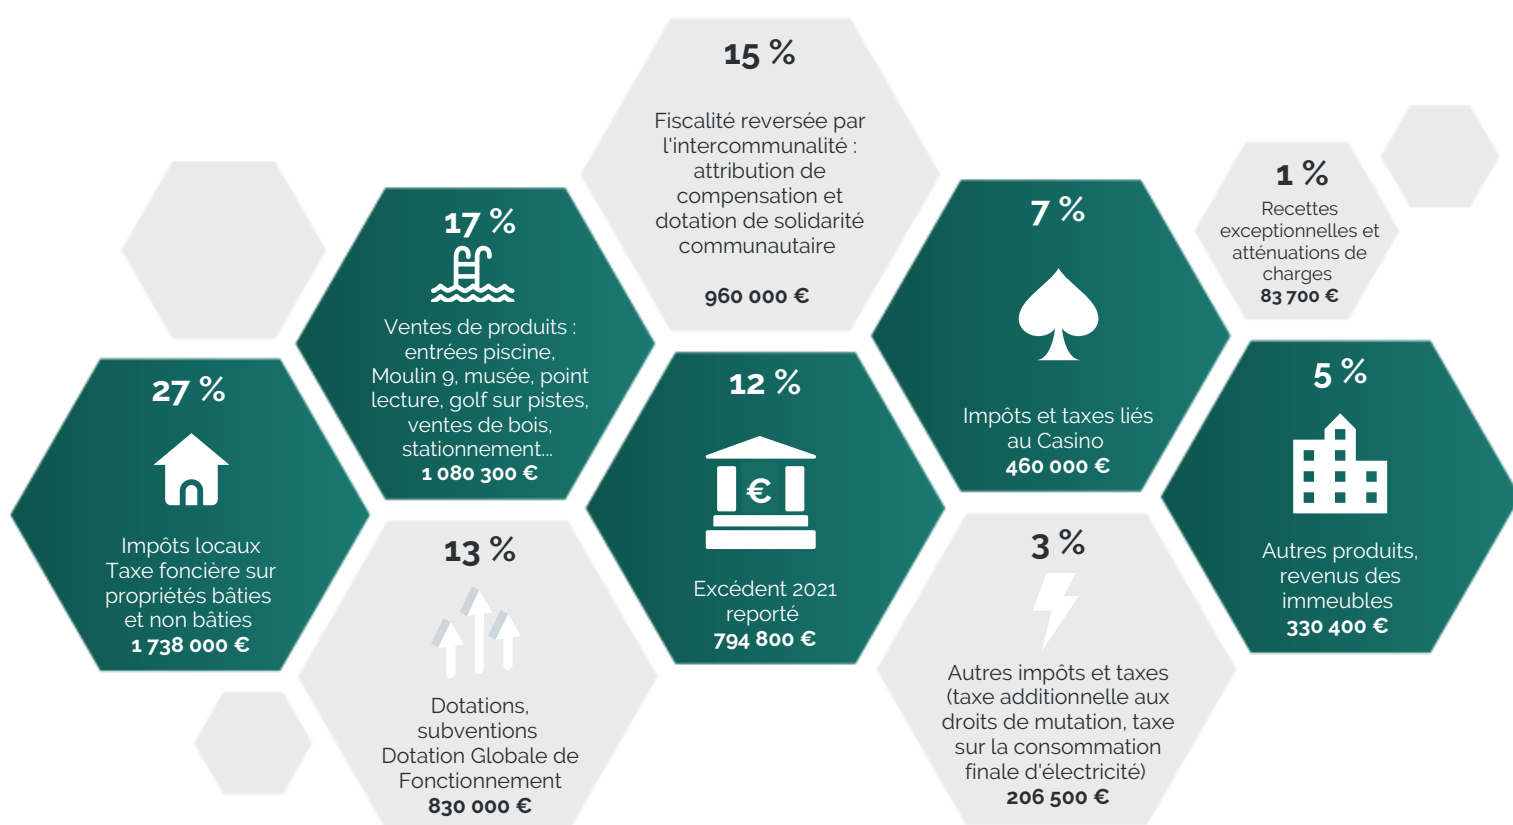 27 %
Impôts locaux
Taxe foncière sur
propriétés bâties
et non bâties
1 738 000 €
17 %
Ventes de produits :
entrées piscine,
Moulin 9, musée, point
lecture, golf sur pistes,
ventes de bois,
stationnement...
1 080 300 €
13 %
Dotations,
subventions
Dotation Globale de
Fonctionnement
830 000 €
15 %
Fiscalité reversée par
l'intercommunalité :
attribution de
compensation et
dotation de solidarité
communautaire
960 000 €
12 %
€
Excédent 2021
reporté
794 800 €
7 %
Impôts et taxes liés
au Casino
460 000 €
3 %
Autres impôts et taxes
(taxe additionnelle aux
droits de mutation, taxe
sur la consommation
finale d'électricité)
206 500 €
1 %
Recettes
exceptionnelles et
atténuations de
charges
83 700 €
5 %
Autres produits,
revenus des
immeubles
330 400 €